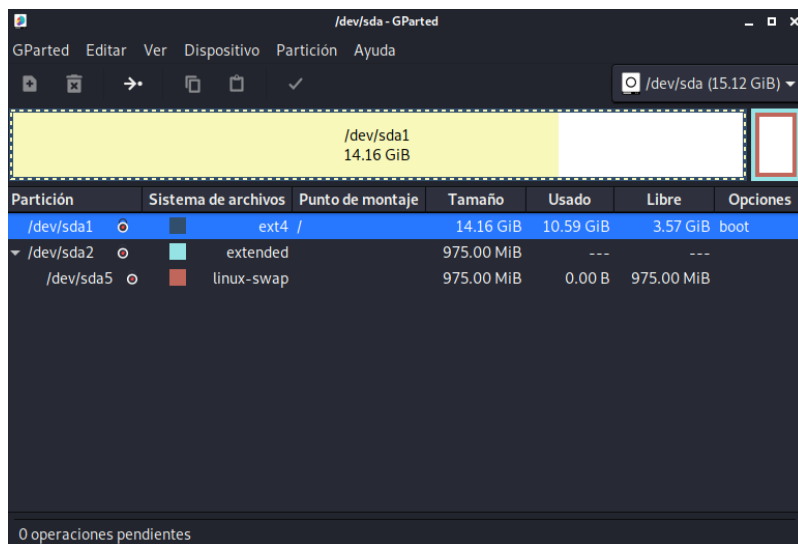 /dev/sda - GParted
GParted Editar Ver Dispositivo Partición Ayuda
/dev/sda (15.12 GiB)
/dev/sda1
14.16 GiB
Partición Sistema de archivos Punto de montaje Tamaño Usado Libre Opciones
/dev/sda1 ext4 / 14.16 GiB 10.59 GiB 3.57 GiB boot
/dev/sda2 extended 975.00 MiB --- ---
/dev/sda5 linux-swap 975.00 MiB 0.00 B 975.00 MiB
0 operaciones pendientes